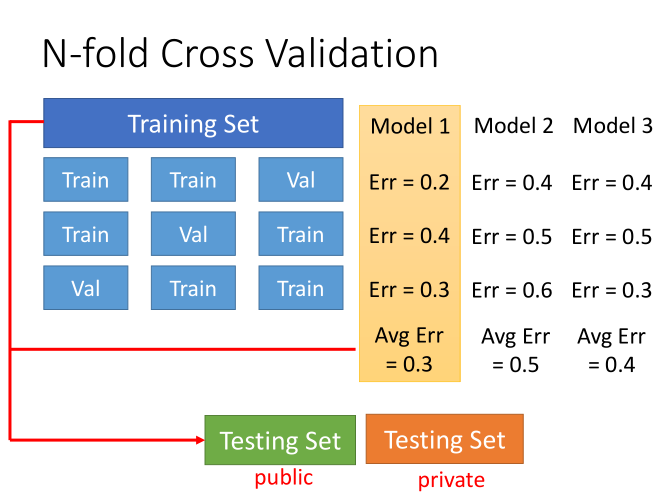 N-fold Cross Validation
Training Set
Model 1 Model 2 Model 3
Train Train Val Err = 0.2 Err = 0.4 Err = 0.4
Train Val Train Err = 0.4 Err = 0.5 Err = 0.5
Val Train Train Err = 0.3 Err = 0.6 Err = 0.3
Avg Err Avg Err Avg Err
= 0.3 = 0.5 = 0.4
Testing Set Testing Set
public private